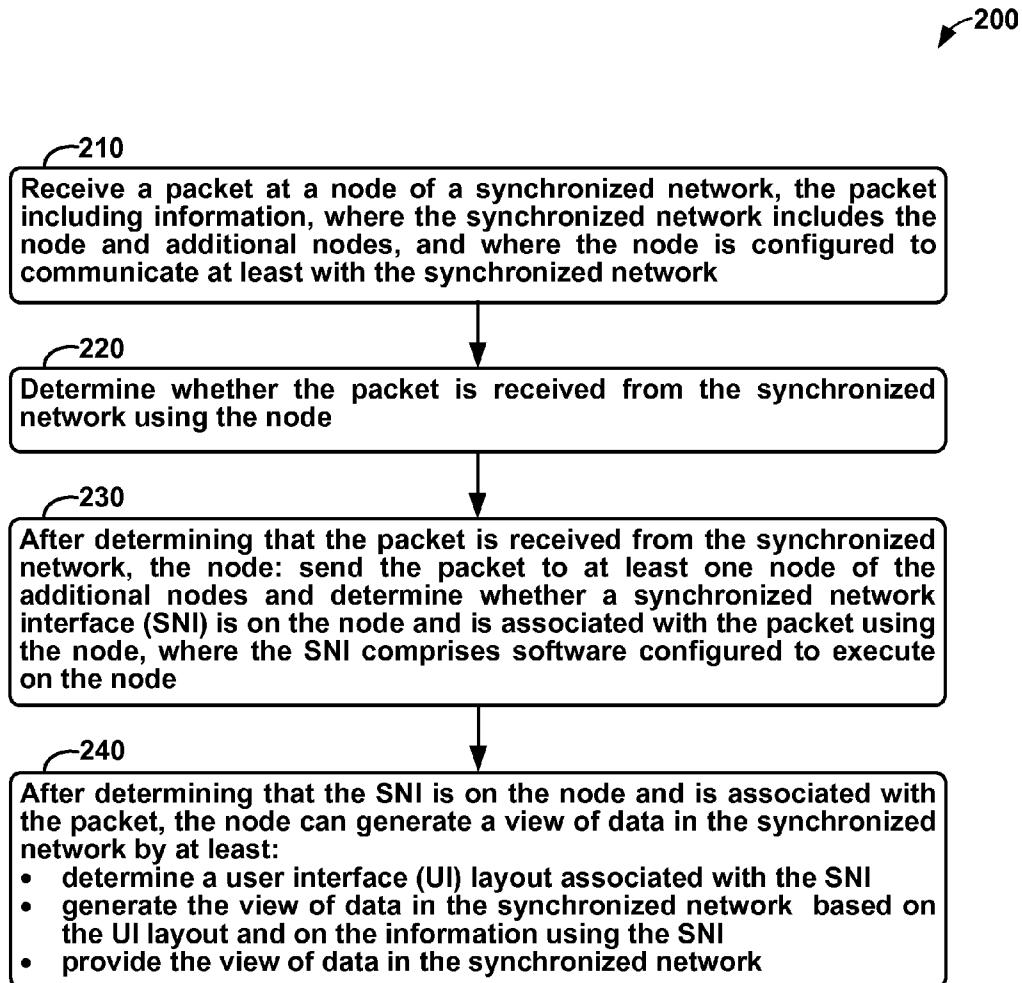 200
210
Receive a packet at a node of a synchronized network, the packet
including information, where the synchronized network includes the
node and additional nodes, and where the node is configured to
communicate at least with the synchronized network
220
Determine whether the packet is received from the synchronized
network using the node
230
After determining that the packet is received from the synchronized
network, the node: send the packet to at least one node of the
additional nodes and determine whether a synchronized network
interface (SNI) is on the node and is associated with the packet using
the node, where the SNI comprises software configured to execute
on the node
240
After determining that the SNI is on the node and is associated with
the packet, the node can generate a view of data in the synchronized
network by at least:
• determine a user interface (UI) layout associated with the SNI
• generate the view of data in the synchronized network based on
the UI layout and on the information using the SNI
• provide the view of data in the synchronized network